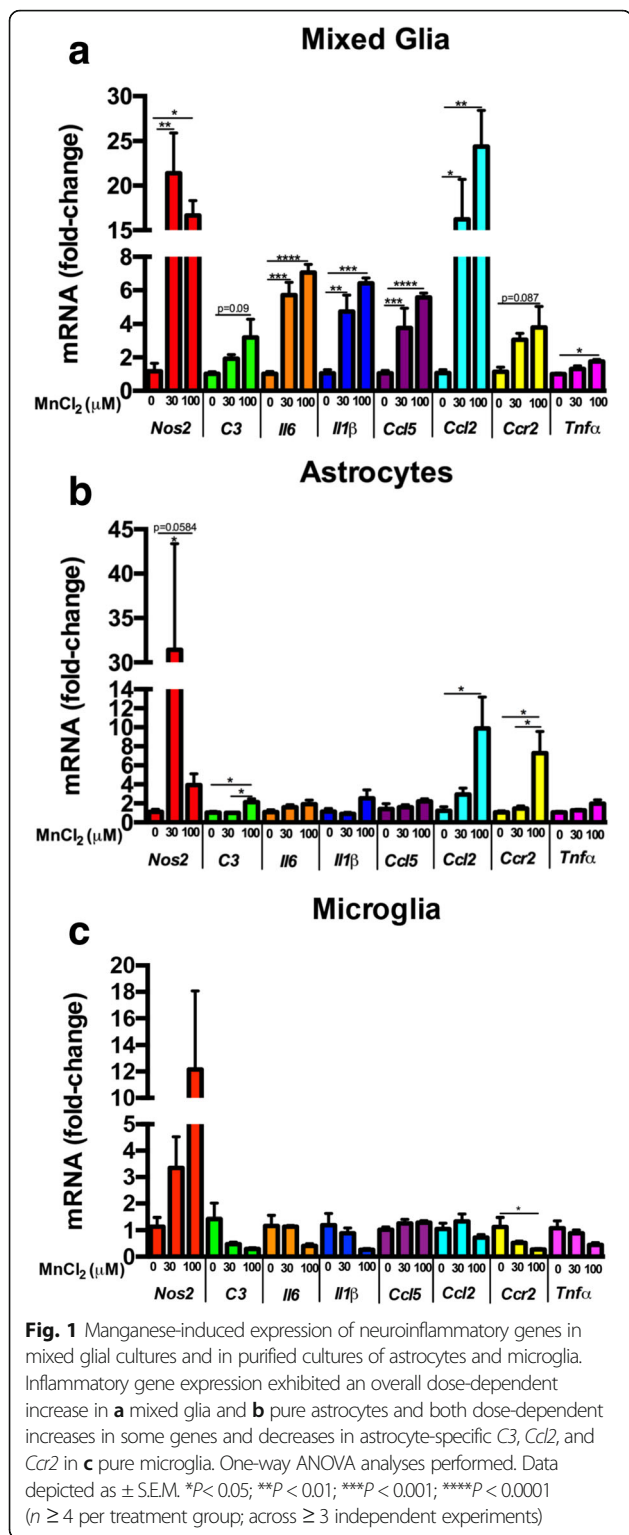 a
Mixed Glia
mRNA (fold-change)
30
25
20
15
8
6
4
2
0
*
**
p=0.09
****
***
***
**
****
***
**
*
p=0.087
*
MnCl₂ (μM)
0 30 100 0 30 100 0 30 100 0 30 100 0 30 100 0 30 100 0 30 100 0 30 100
Nos2 C3 Il6 Il1β Ccl5 Ccl2 Ccr2 Tnfα
b
Astrocytes
mRNA (fold-change)
45
40
35
30
14
12
10
8
6
4
2
0
p=0.0584
*
*
*
*
*
*
MnCl₂ (μM)
0 30 100 0 30 100 0 30 100 0 30 100 0 30 100 0 30 100 0 30 100 0 30 100
Nos2 C3 Il6 Il1β Ccl5 Ccl2 Ccr2 Tnfα
c
Microglia
mRNA (fold-change)
20
18
16
14
12
10
5
4
3
2
1
0
*
MnCl₂ (μM)
0 30 100 0 30 100 0 30 100 0 30 100 0 30 100 0 30 100 0 30 100 0 30 100
Nos2 C3 Il6 Il1β Ccl5 Ccl2 Ccr2 Tnfα
Fig. 1 Manganese-induced expression of neuroinflammatory genes in
mixed glial cultures and in purified cultures of astrocytes and microglia.
Inflammatory gene expression exhibited an overall dose-dependent
increase in a mixed glia and b pure astrocytes and both dose-dependent
increases in some genes and decreases in astrocyte-specific C3, Ccl2, and
Ccr2 in c pure microglia. One-way ANOVA analyses performed. Data
depicted as ± S.E.M. *P< 0.05; **P < 0.01; ***P < 0.001; ****P < 0.0001
(n ≥ 4 per treatment group; across ≥ 3 independent experiments)